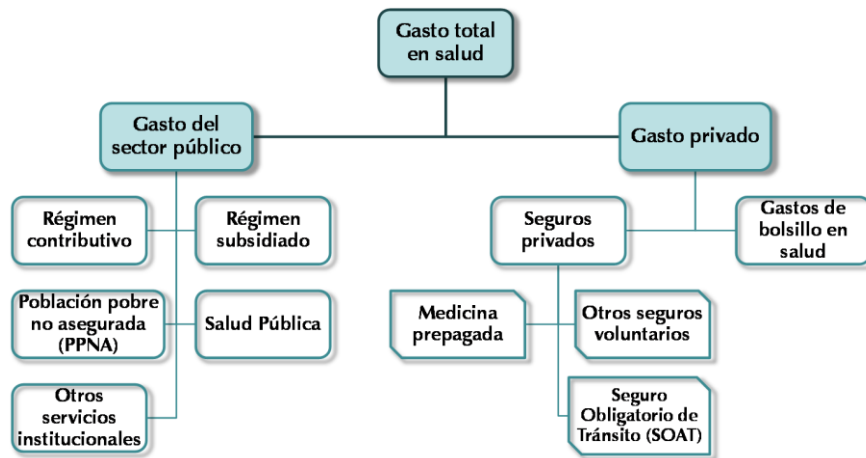 Gasto total
en salud
Gasto del
sector público
Gasto privado
Régimen
contributivo
Régimen
subsidiado
Seguros
privados
Gastos de
bolsillo en
salud
Población pobre
no asegurada
(PPNA)
Salud Pública
Medicina
prepagada
Otros seguros
voluntarios
Otros
servicios
institucionales
Seguro
Obligatorio de
Tránsito (SOAT)